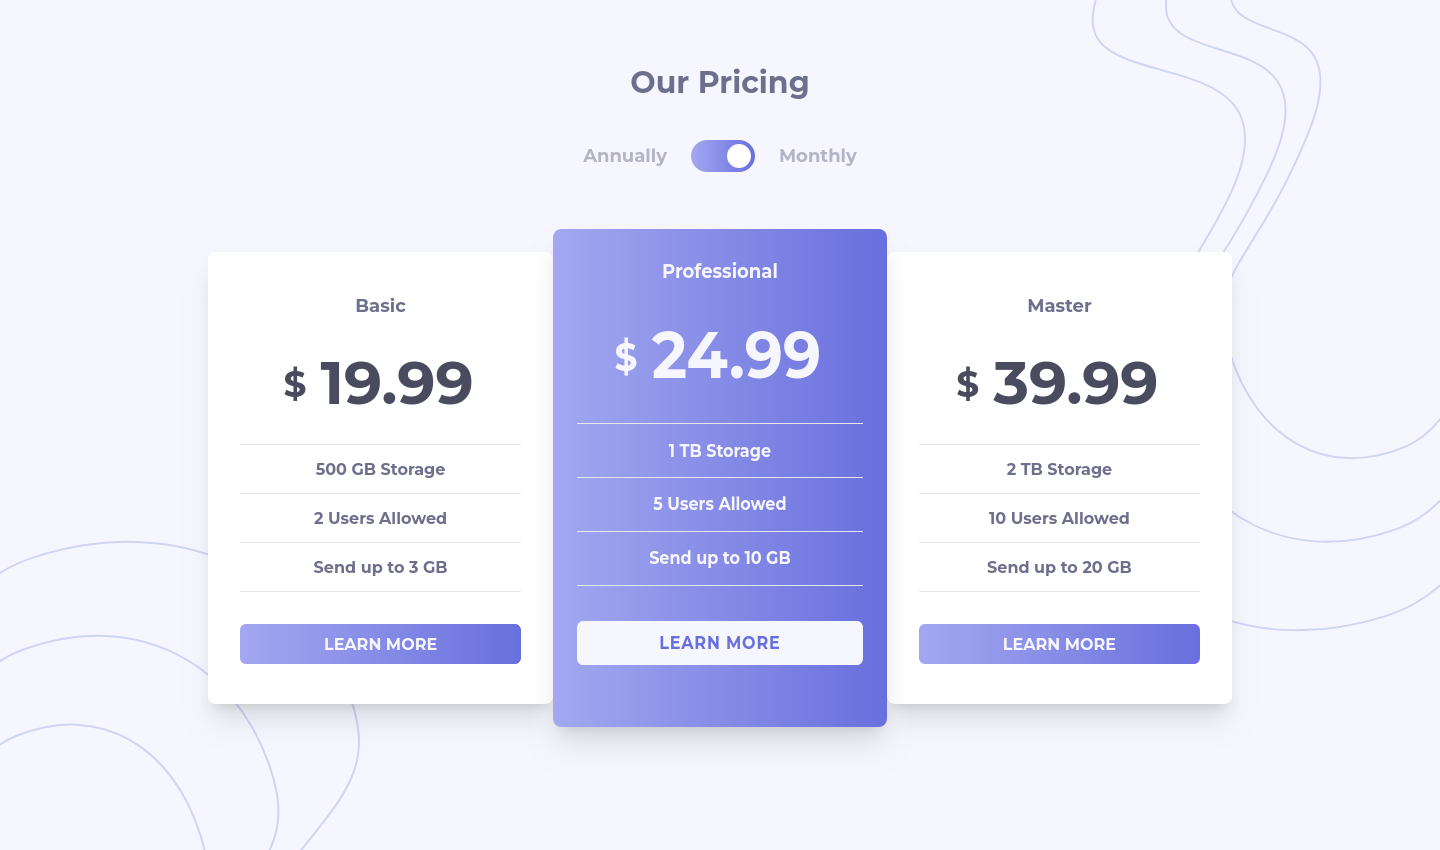 Our Pricing
Annually Monthly
Basic
$ 19.99
500 GB Storage
2 Users Allowed
Send up to 3 GB
LEARN MORE
Professional
$ 24.99
1 TB Storage
5 Users Allowed
Send up to 10 GB
LEARN MORE
Master
$ 39.99
2 TB Storage
10 Users Allowed
Send up to 20 GB
LEARN MORE